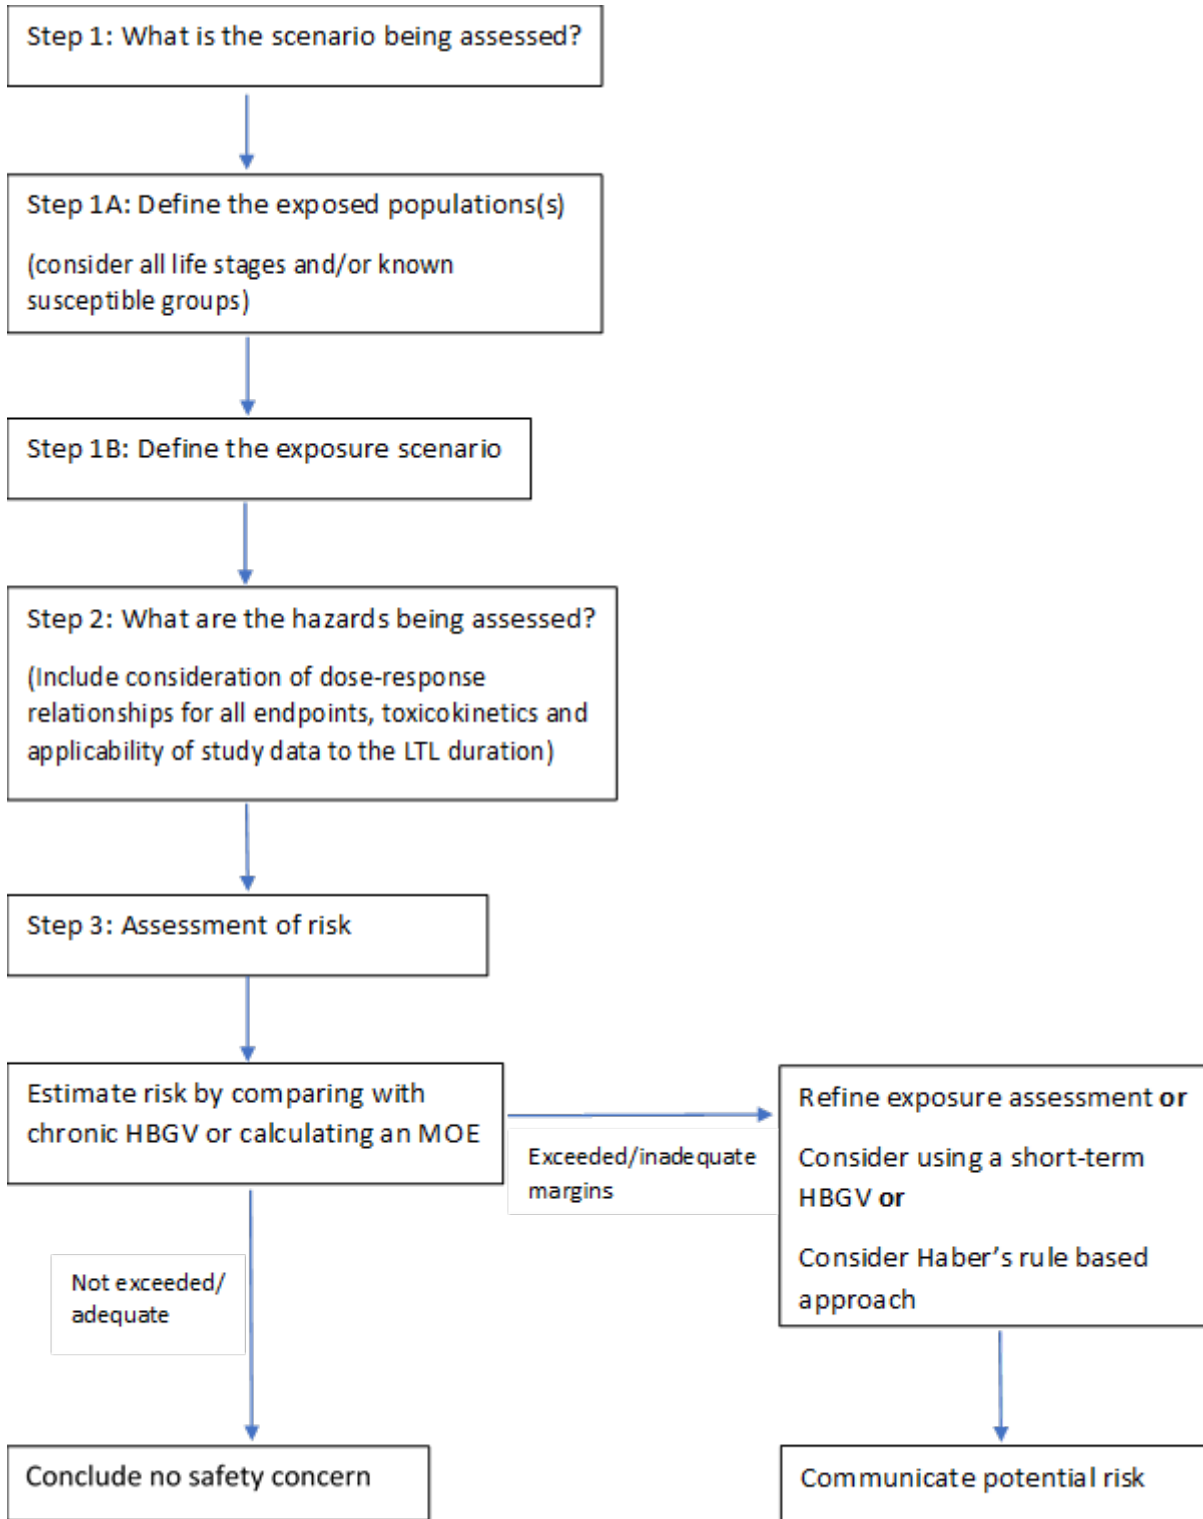 Step 1: What is the scenario being assessed?
Step 1A: Define the exposed populations(s)
(consider all life stages and/or known
susceptible groups)
Step 1B: Define the exposure scenario
Step 2: What are the hazards being assessed?
(Include consideration of dose-response
relationships for all endpoints, toxicokinetics and
applicability of study data to the LTL duration)
Step 3: Assessment of risk
Estimate risk by comparing with
chronic HBGV or calculating an MOE
Exceeded/inadequate
margins
Refine exposure assessment or
Consider using a short-term
HBGV or
Consider Haber’s rule based
approach
Not exceeded/
adequate
Conclude no safety concern
Communicate potential risk